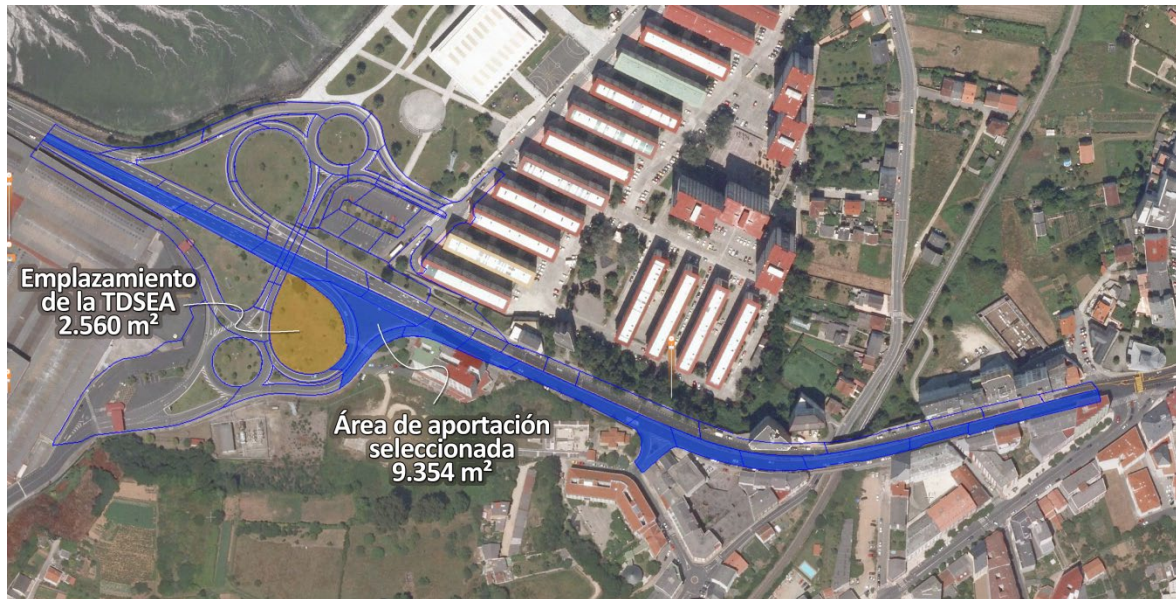 Emplazamiento
de la TDSEA
2.560 m²
Área de aportación
seleccionada
9.354 m²